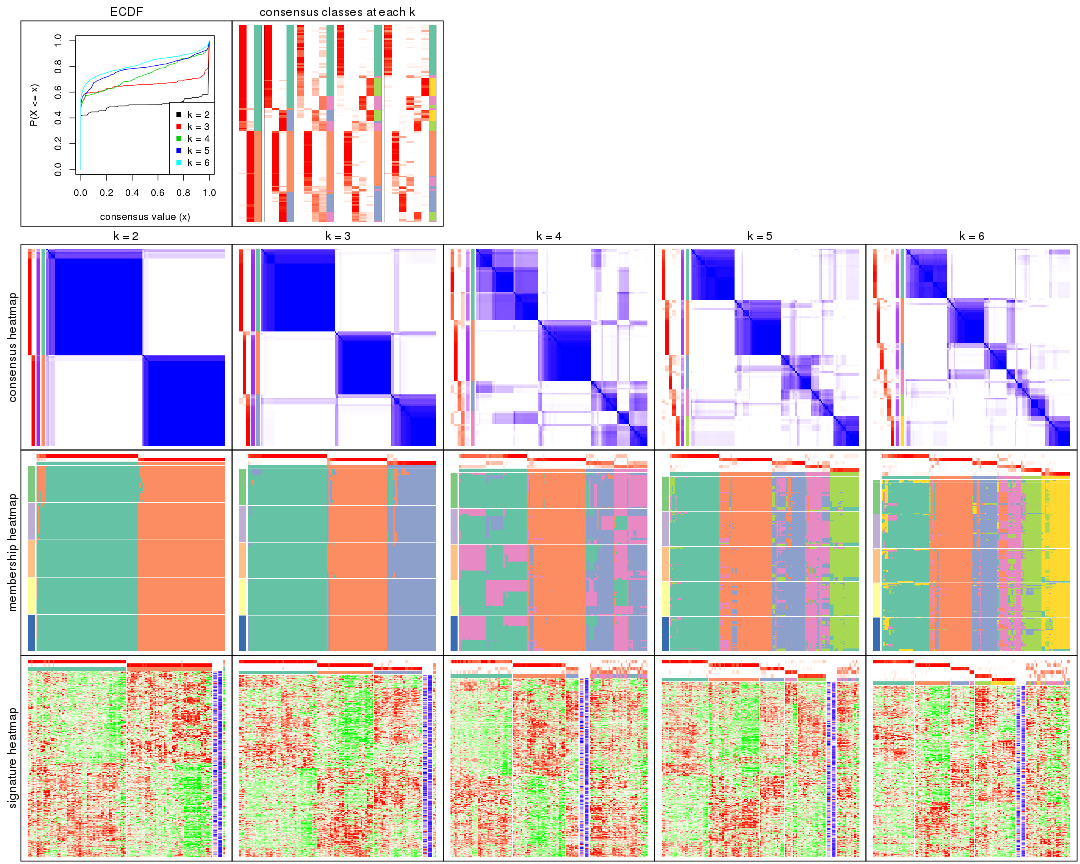 ECDF
consensus classes at each k
P(X <= x)
0.0 0.2 0.4 0.6 0.8 1.0
k = 2
k = 3
k = 4
k = 5
k = 6
0.0 0.2 0.4 0.6 0.8 1.0
consensus value (x)
k = 2 k = 3 k = 4 k = 5 k = 6
consensus heatmap
membership heatmap
signature heatmap